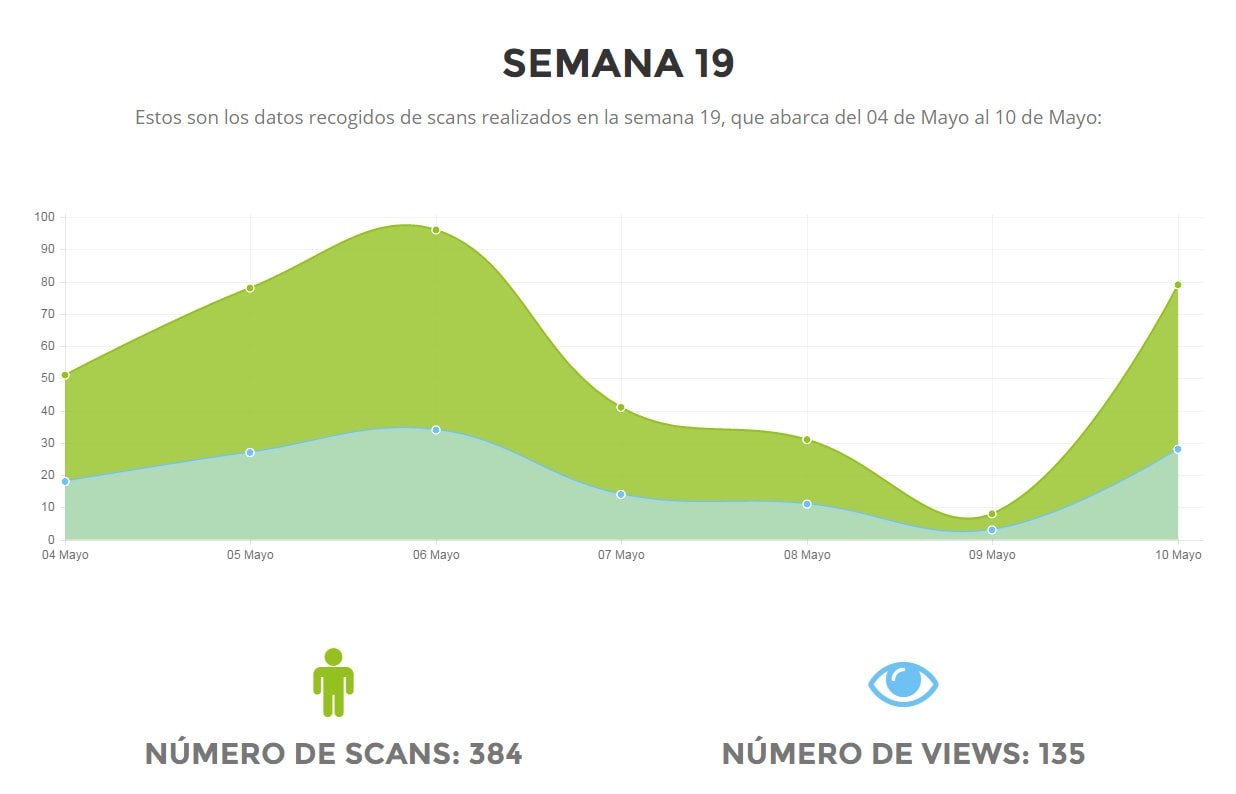 SEMANA 19
Estos son los datos recogidos de scans realizados en la semana 19, que abarca del 04 de Mayo al 10 de Mayo:
100
90
80
70
60
50
40
30
20
10
0
04 Mayo 05 Mayo 06 Mayo 07 Mayo 08 Mayo 09 Mayo 10 Mayo
NÚMERO DE SCANS: 384 NÚMERO DE VIEWS: 135